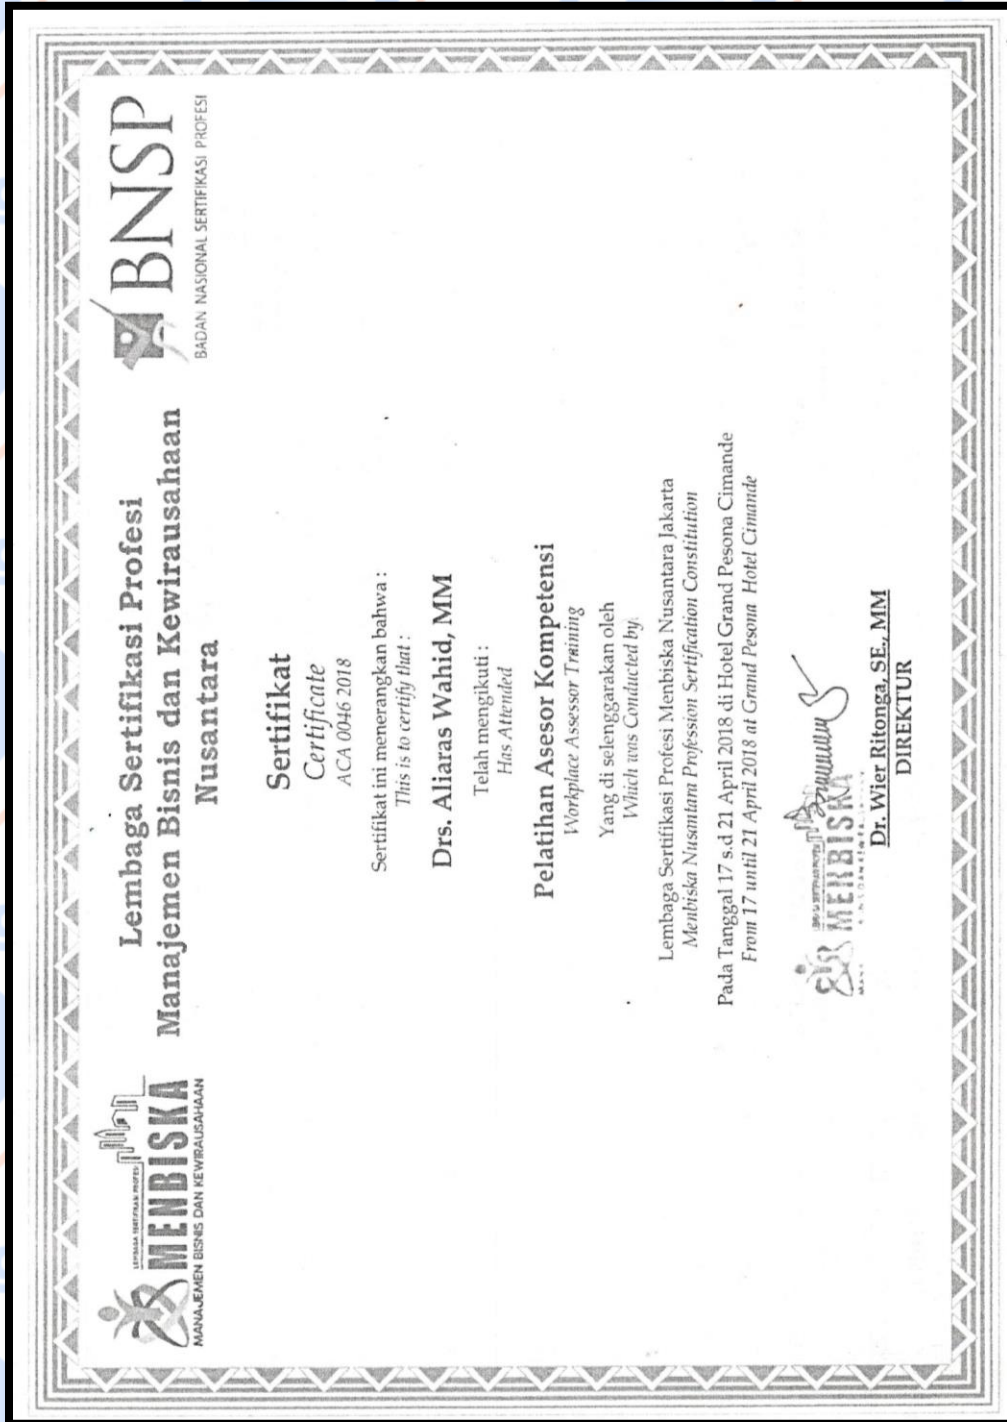 LEMBAGA SERTIFIKASI PROFESI
MENBISKA
MANAJEMEN BISNIS DAN KEWIRAUSAHAAN
Lembaga Sertifikasi Profesi
Manajemen Bisnis dan Kewirausahaan
Nusantara
BNSP
BADAN NASIONAL SERTIFIKASI PROFESI
Sertifikat
Certificate
ACA 0046 2018
Sertifikat ini menerangkan bahwa :
This is to certify that :
Drs. Aliaras Wahid, MM
Telah mengikuti :
Has Attended
Pelatihan Asesor Kompetensi
Workplace Assessor Training
Yang di selenggarakan oleh
Which was Conducted by:
Lembaga Sertifikasi Profesi Menbiska Nusantara Jakarta
Menbiska Nusantara Profession Sertification Constitution
Pada Tanggal 17 s.d 21 April 2018 di Hotel Grand Pesona Cimande
From 17 until 21 April 2018 at Grand Pesona Hotel Cimande
MENBISKA
Dr. Wier Ritonga, SE., MM
DIREKTUR